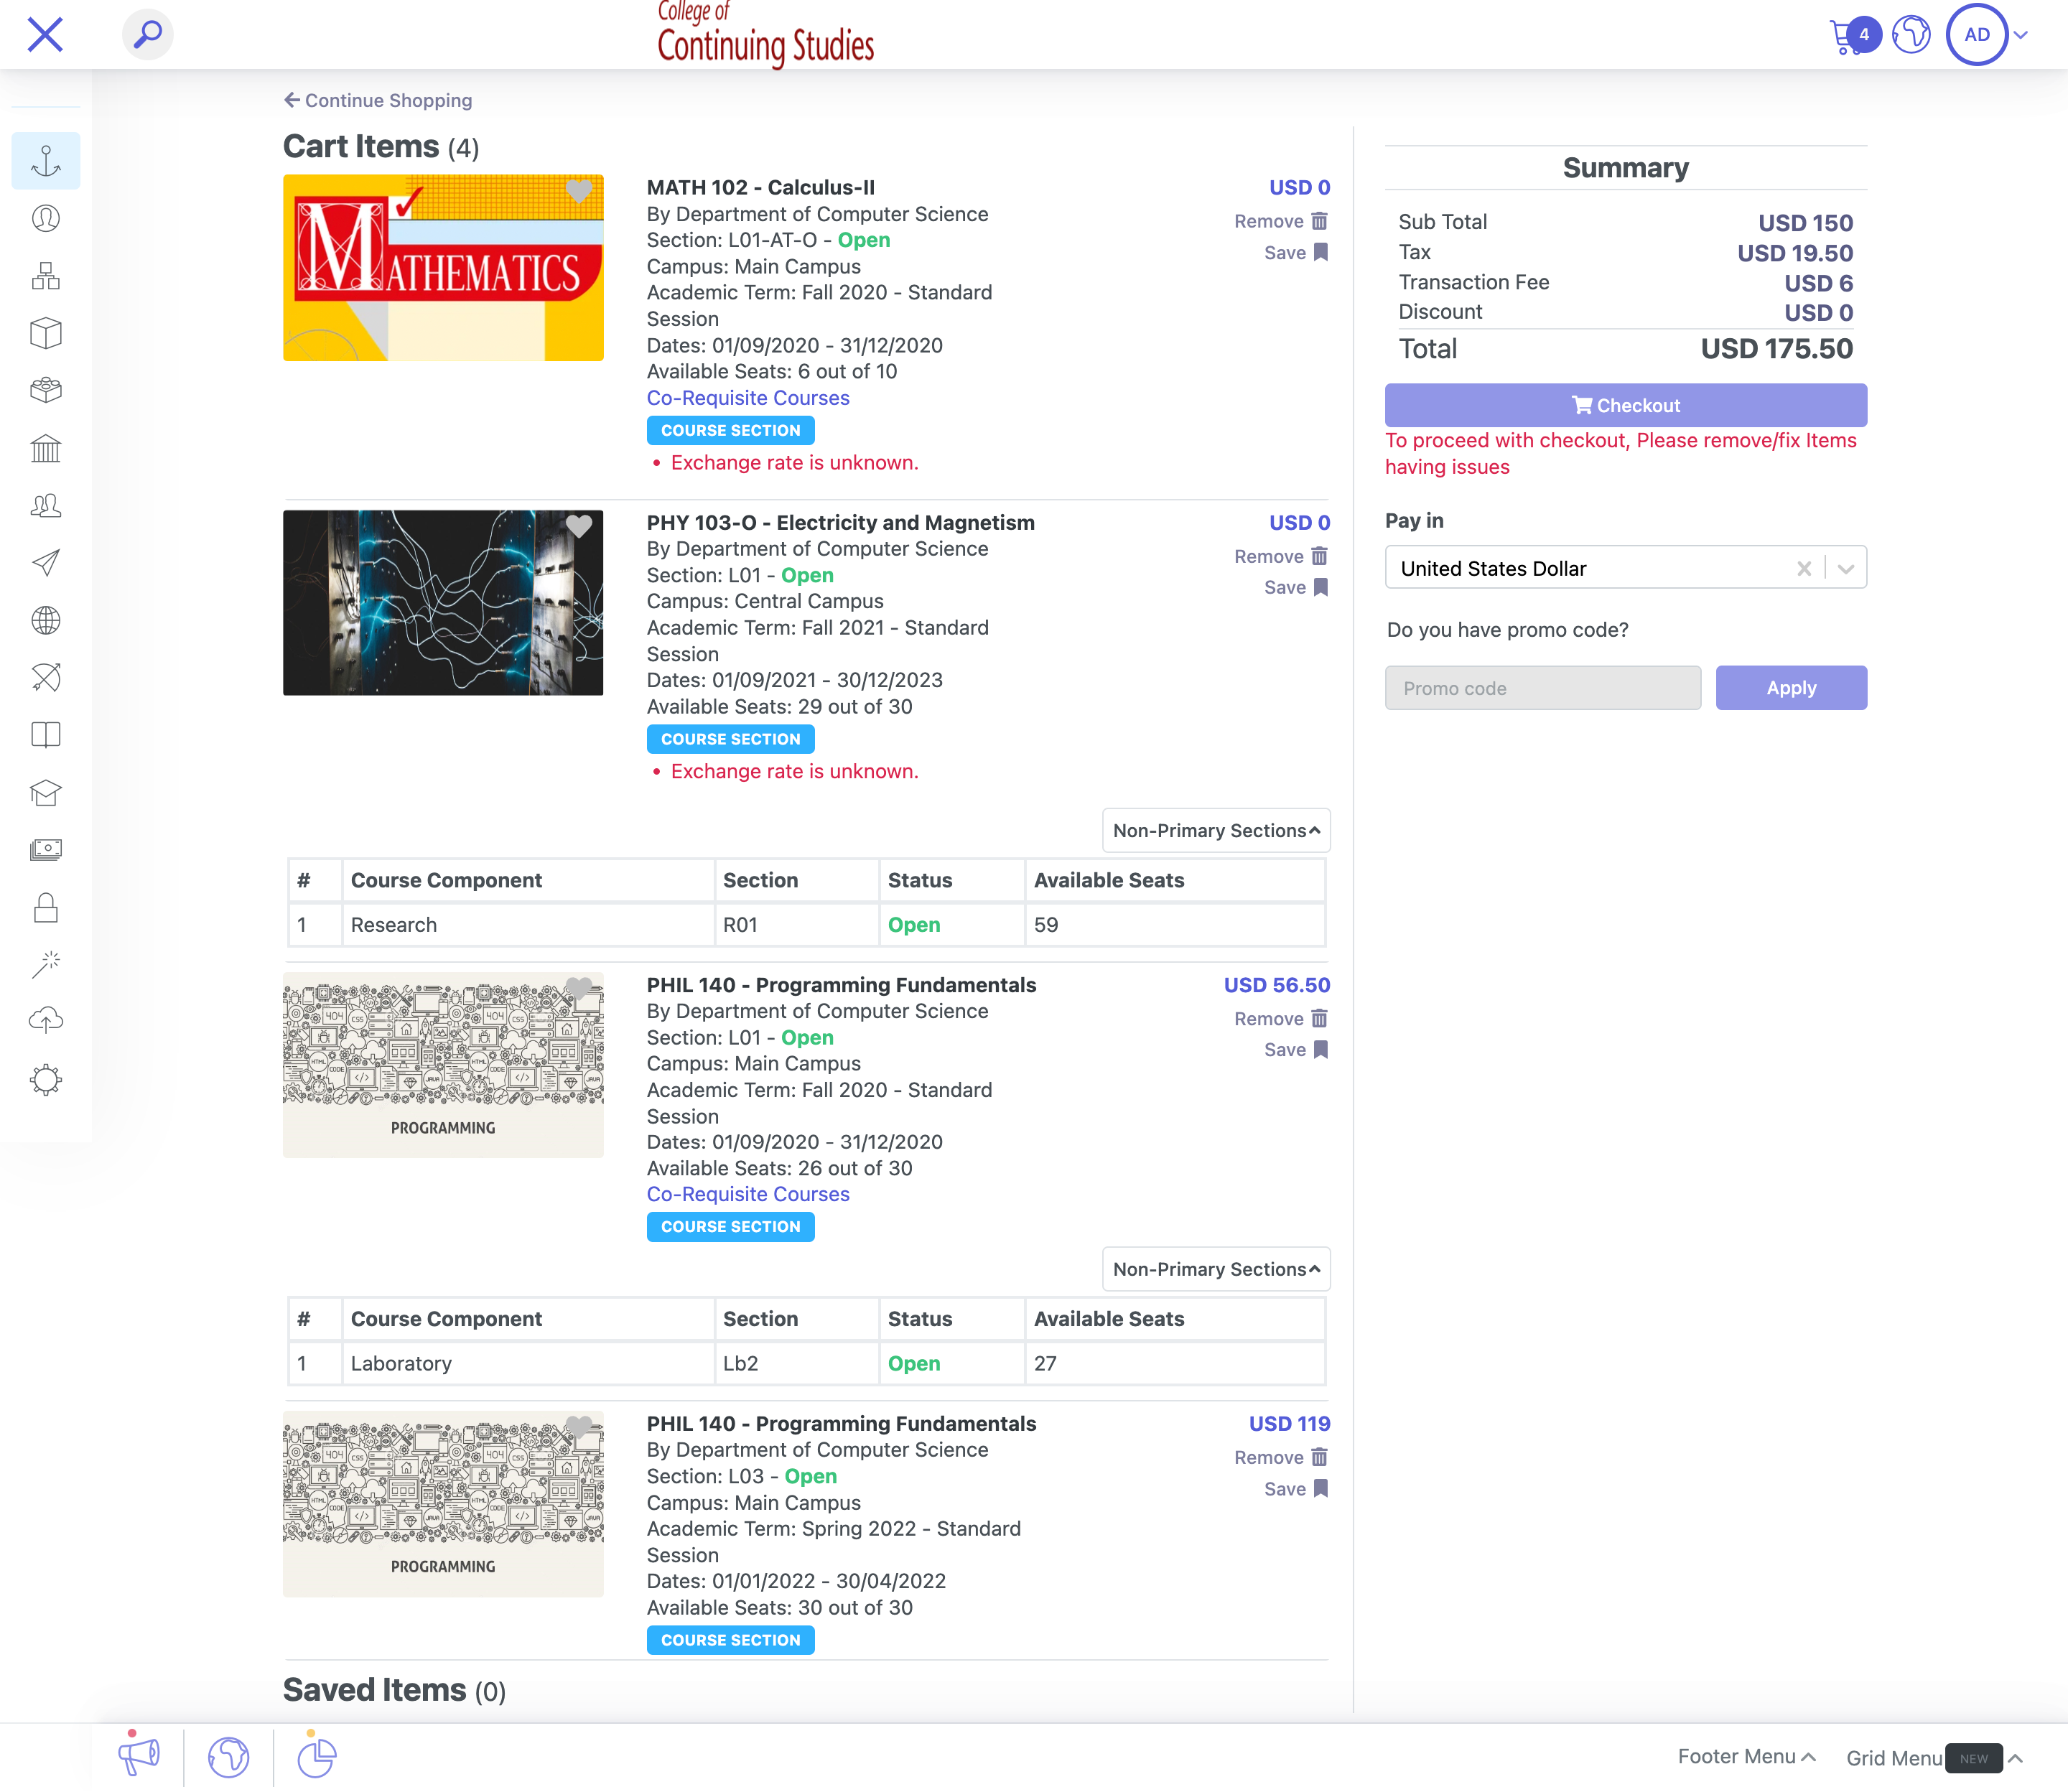 College of
Continuing Studies
4
AD
Continue Shopping
Cart Items (4)
MATHEMATICS
MATH 102 - Calculus-II
By Department of Computer Science
Section: L01-AT-O - Open
Campus: Main Campus
Academic Term: Fall 2020 - Standard
Session
Dates: 01/09/2020 - 31/12/2020
Available Seats: 6 out of 10
Co-Requisite Courses
COURSE SECTION
Exchange rate is unknown.
USD 0
Remove
Save
PHY 103-O - Electricity and Magnetism
By Department of Computer Science
Section: L01 - Open
Campus: Central Campus
Academic Term: Fall 2021 - Standard
Session
Dates: 01/09/2021 - 30/12/2023
Available Seats: 29 out of 30
COURSE SECTION
Exchange rate is unknown.
USD 0
Remove
Save
Non-Primary Sections
# Course Component Section Status Available Seats
1 Research R01 Open 59
PROGRAMMING
PHIL 140 - Programming Fundamentals
By Department of Computer Science
Section: L01 - Open
Campus: Main Campus
Academic Term: Fall 2020 - Standard
Session
Dates: 01/09/2020 - 31/12/2020
Available Seats: 26 out of 30
Co-Requisite Courses
COURSE SECTION
USD 56.50
Remove
Save
Non-Primary Sections
# Course Component Section Status Available Seats
1 Laboratory Lb2 Open 27
PROGRAMMING
PHIL 140 - Programming Fundamentals
By Department of Computer Science
Section: L03 - Open
Campus: Main Campus
Academic Term: Spring 2022 - Standard
Session
Dates: 01/01/2022 - 30/04/2022
Available Seats: 30 out of 30
COURSE SECTION
USD 119
Remove
Save
Saved Items (0)
Summary
Sub Total USD 150
Tax USD 19.50
Transaction Fee USD 6
Discount USD 0
Total USD 175.50
Checkout
To proceed with checkout, Please remove/fix Items
having issues
Pay in
United States Dollar
Do you have promo code?
Promo code
Apply
Footer Menu
Grid Menu NEW